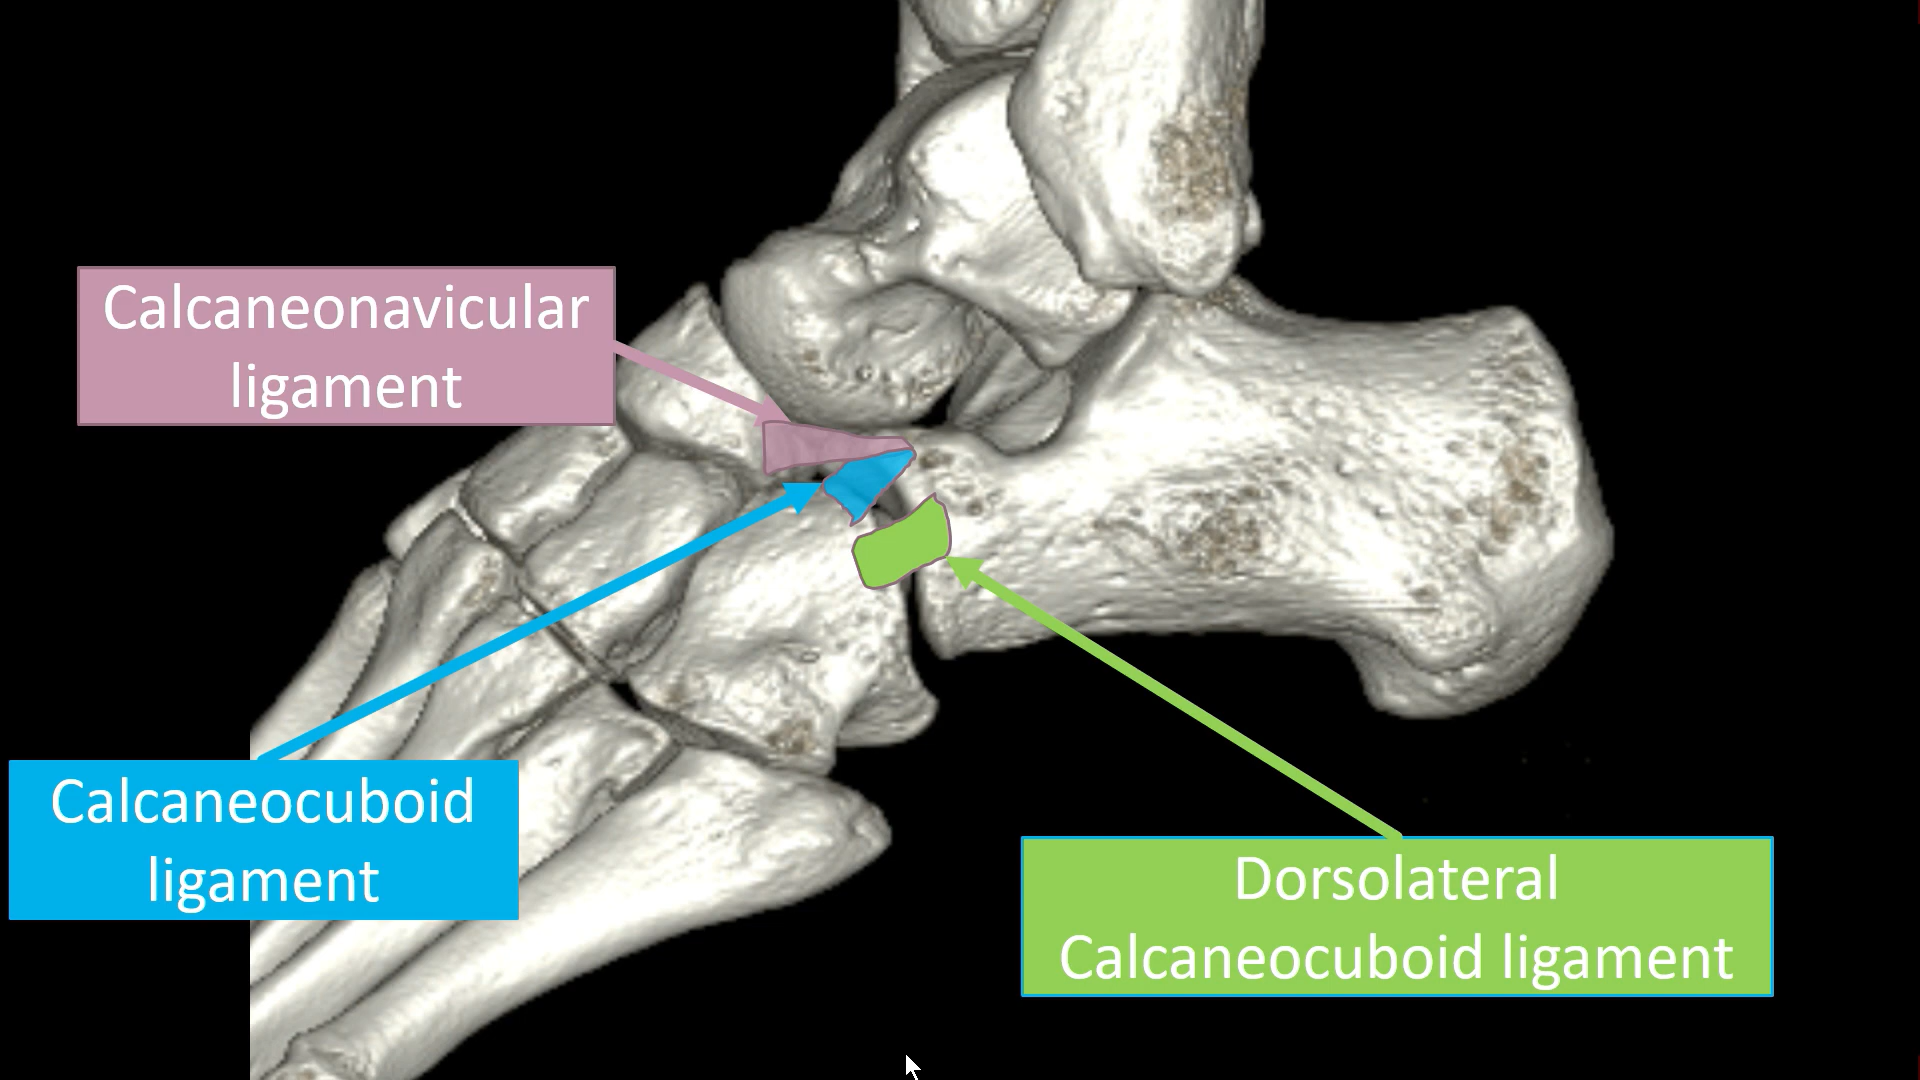 Calcaneonavicular
ligament
Calcaneocuboid
ligament
Dorsolateral
Calcaneocuboid ligament